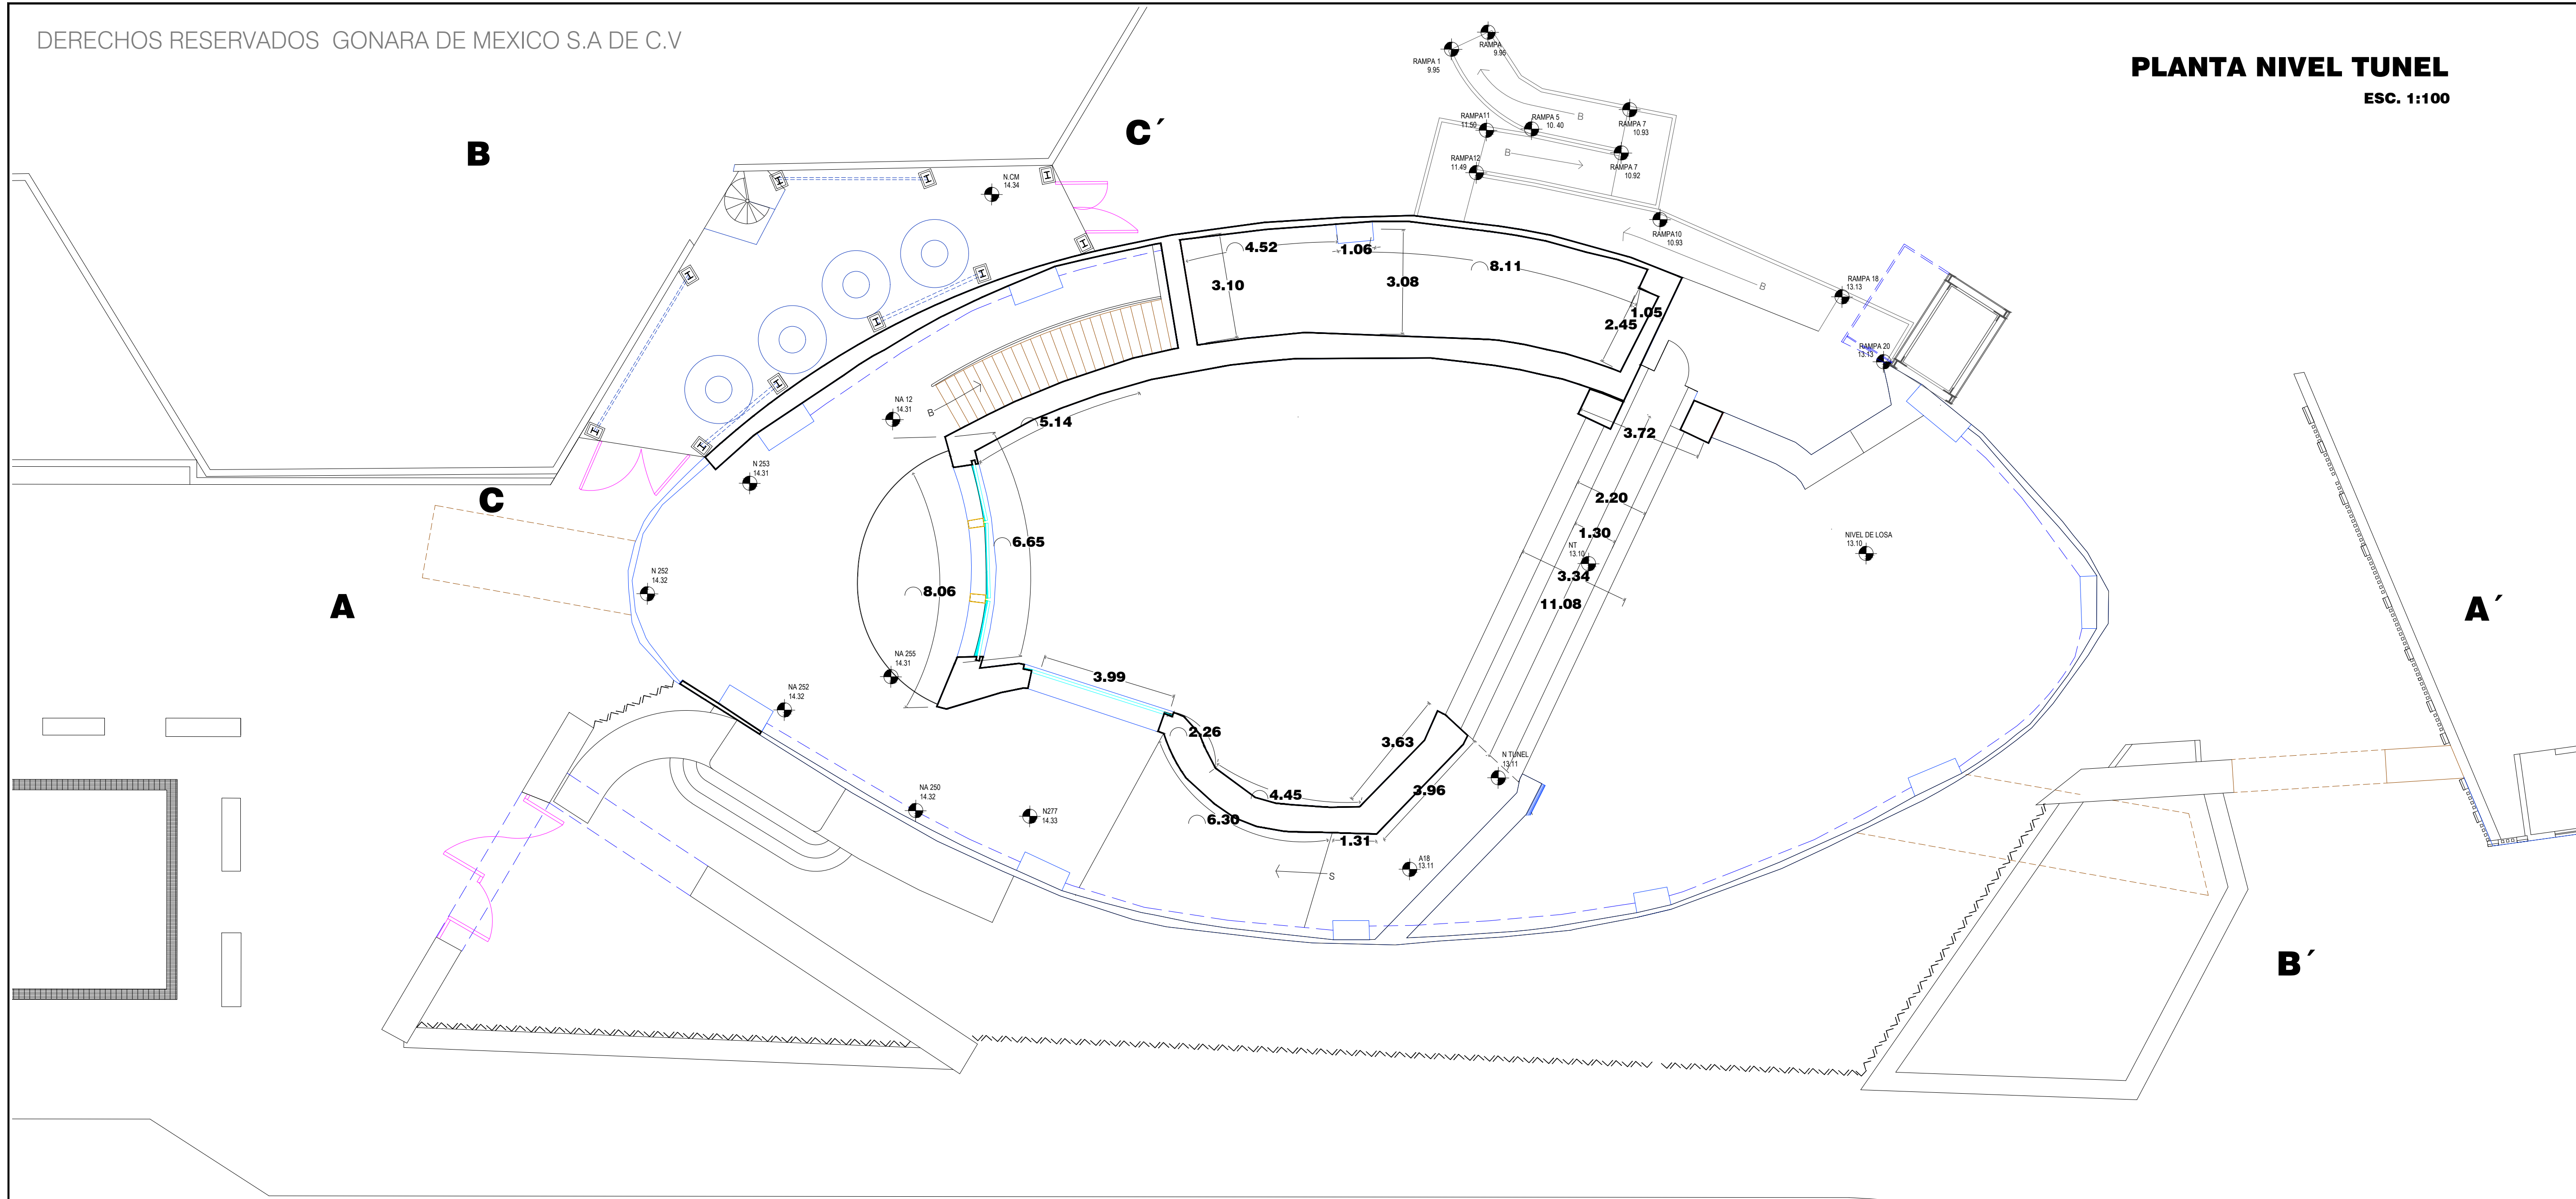 DERECHOS RESERVADOS  GONARA DE MEXICO S.A DE C.V
PLANTA NIVEL TUNEL
ESC. 1:100
RAMPA
9.95
RAMPA 1
9.95
RAMPA11
11.50
RAMPA 5
10. 40
B
RAMPA 7
10.93
RAMPA12
11.49
B
RAMPA 7
10.92
B
C´
N.CM
14.34
RAMPA10
10.93
RAMPA 18
13.13
B
RAMPA 20
13.13
4.52
1.06
8.11
3.10
3.08
1.05
2.45
NA 12
14.31
B
5.14
3.72
N 253
14.31
C
2.20
1.30
NT
13.10
3.34
11.08
NIVEL DE LOSA
13.10
6.65
8.06
N 252
14.32
A
A´
NA 255
14.31
3.99
NA 252
14.32
2.26
3.63
N TUNEL
13.11
4.45
3.96
NA 250
14.32
N277
14.33
6.30
1.31
A18
13.11
S
B´